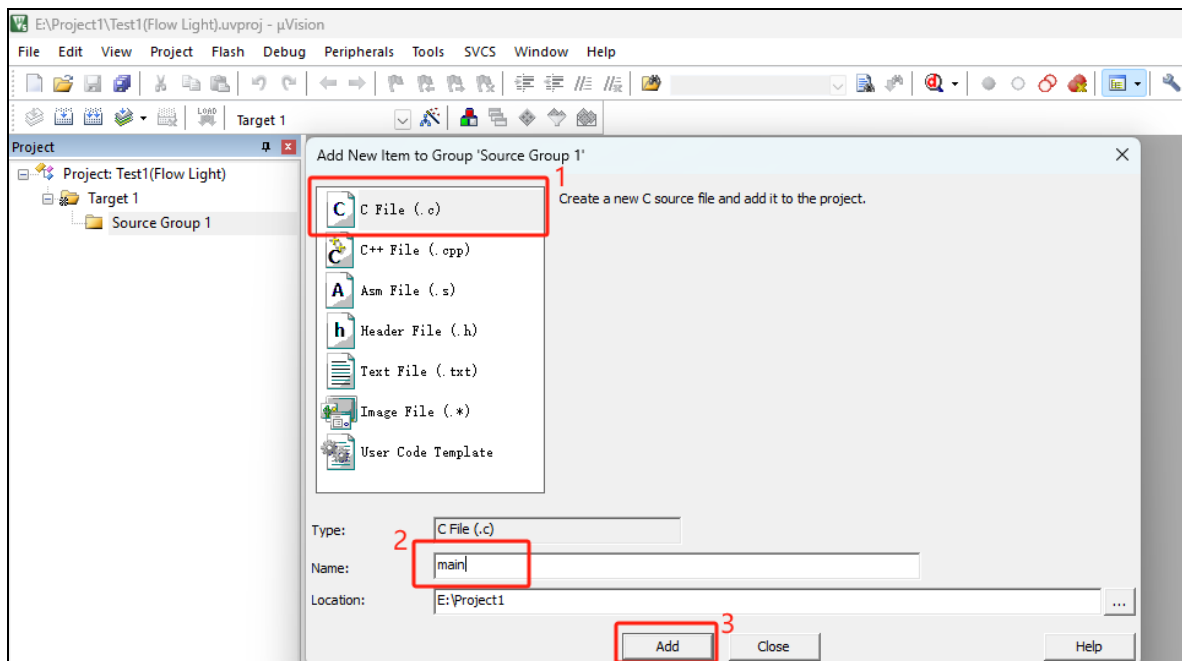 E:\Project1\Test1(Flow Light).uvproj - µVision
File Edit View Project Flash Debug Peripherals Tools SVCS Window Help
LOAD
Target 1
Project
Add New Item to Group 'Source Group 1'
Project: Test1(Flow Light)
Target 1
Source Group 1
1
C File (.c)
Create a new C source file and add it to the project.
C++ File (.cpp)
Asm File (.s)
Header File (.h)
Text File (.txt)
Image File (.*)
User Code Template
Type: C File (.c)
2
Name: main
Location: E:\Project1 ...
3
Add Close Help